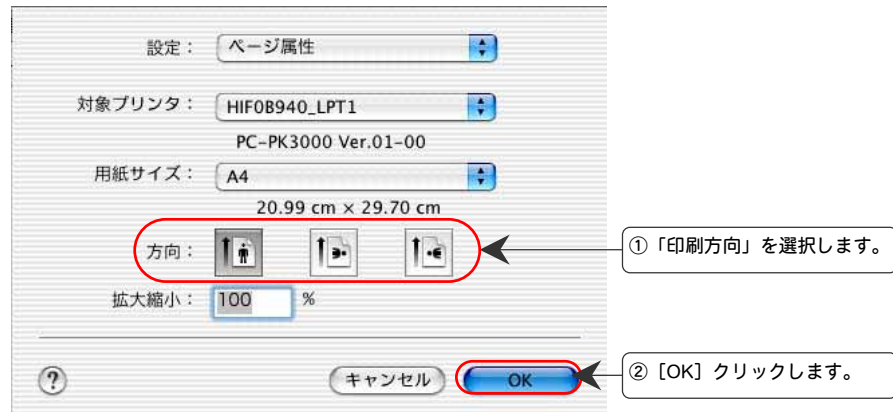 設定： ページ属性
対象プリンタ： HIF0B940_LPT1
PC-PK3000 Ver.01-00
用紙サイズ： A4
20.99 cm × 29.70 cm
方向：
①「印刷方向」を選択します。
拡大縮小： 100 %
? キャンセル OK
②［OK］クリックします。